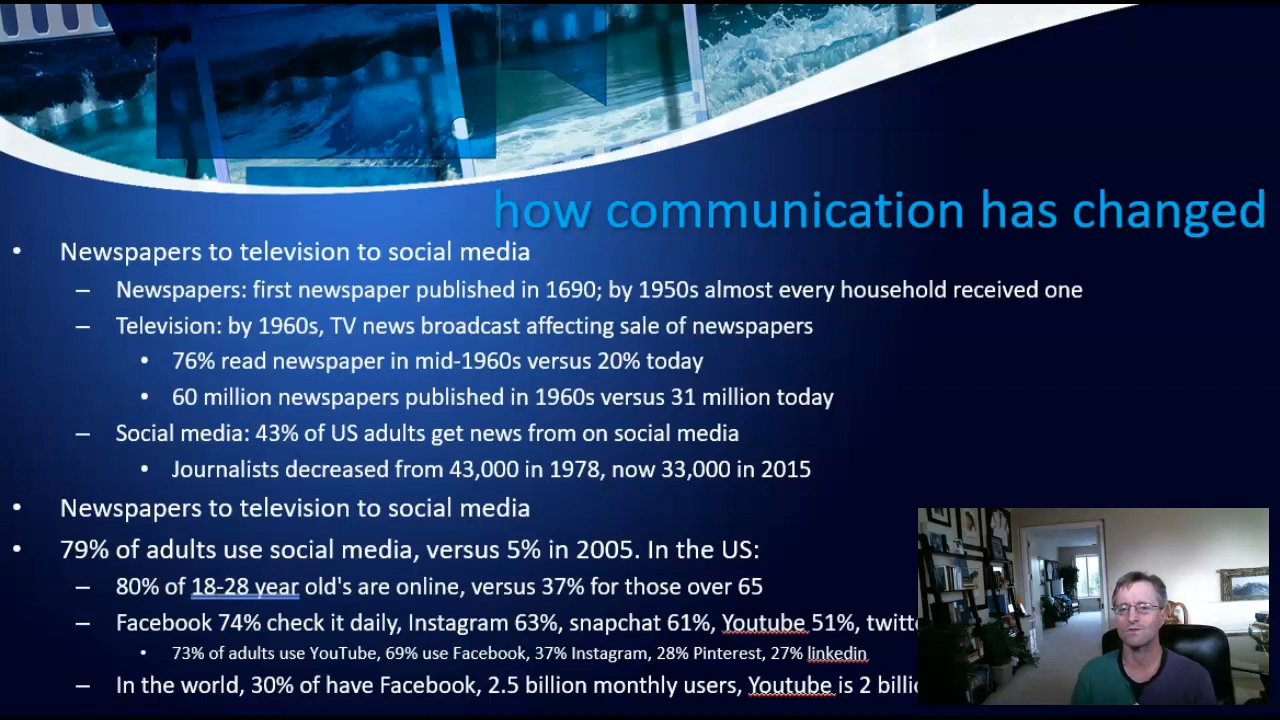 how communication has changed
• Newspapers to television to social media
– Newspapers: first newspaper published in 1690; by 1950s almost every household received one
– Television: by 1960s, TV news broadcast affecting sale of newspapers
• 76% read newspaper in mid-1960s versus 20% today
• 60 million newspapers published in 1960s versus 31 million today
– Social media: 43% of US adults get news from on social media
• Journalists decreased from 43,000 in 1978, now 33,000 in 2015
• Newspapers to television to social media
• 79% of adults use social media, versus 5% in 2005. In the US:
– 80% of 18-28 year old's are online, versus 37% for those over 65
– Facebook 74% check it daily, Instagram 63%, snapchat 61%, Youtube 51%,
• 73% of adults use YouTube, 69% use Facebook, 37% Instagram, 28% Pinterest, 27% linkedin
– In the world, 30% of have Facebook, 2.5 billion monthly users, Youtube is 2